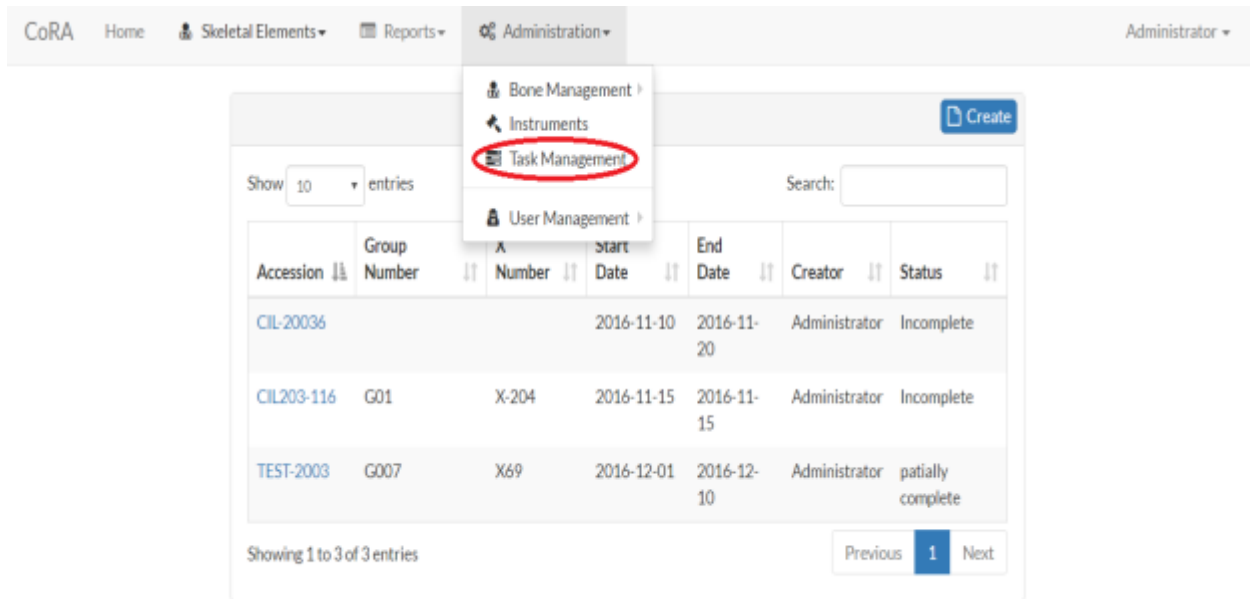 CoRA Home Skeletal Elements Reports Administration Administrator
Bone Management
Create
Instruments
Task Management
Show 10 entries Search:
User Management
Group X Start End
Accession Number Number Date Date Creator Status
CIL-20036 2016-11-10 2016-11- Administrator Incomplete
20
CIL203-116 G01 X-204 2016-11-15 2016-11- Administrator Incomplete
15
TEST-2003 G007 X69 2016-12-01 2016-12- Administrator patially
10 complete
Showing 1 to 3 of 3 entries Previous 1 Next